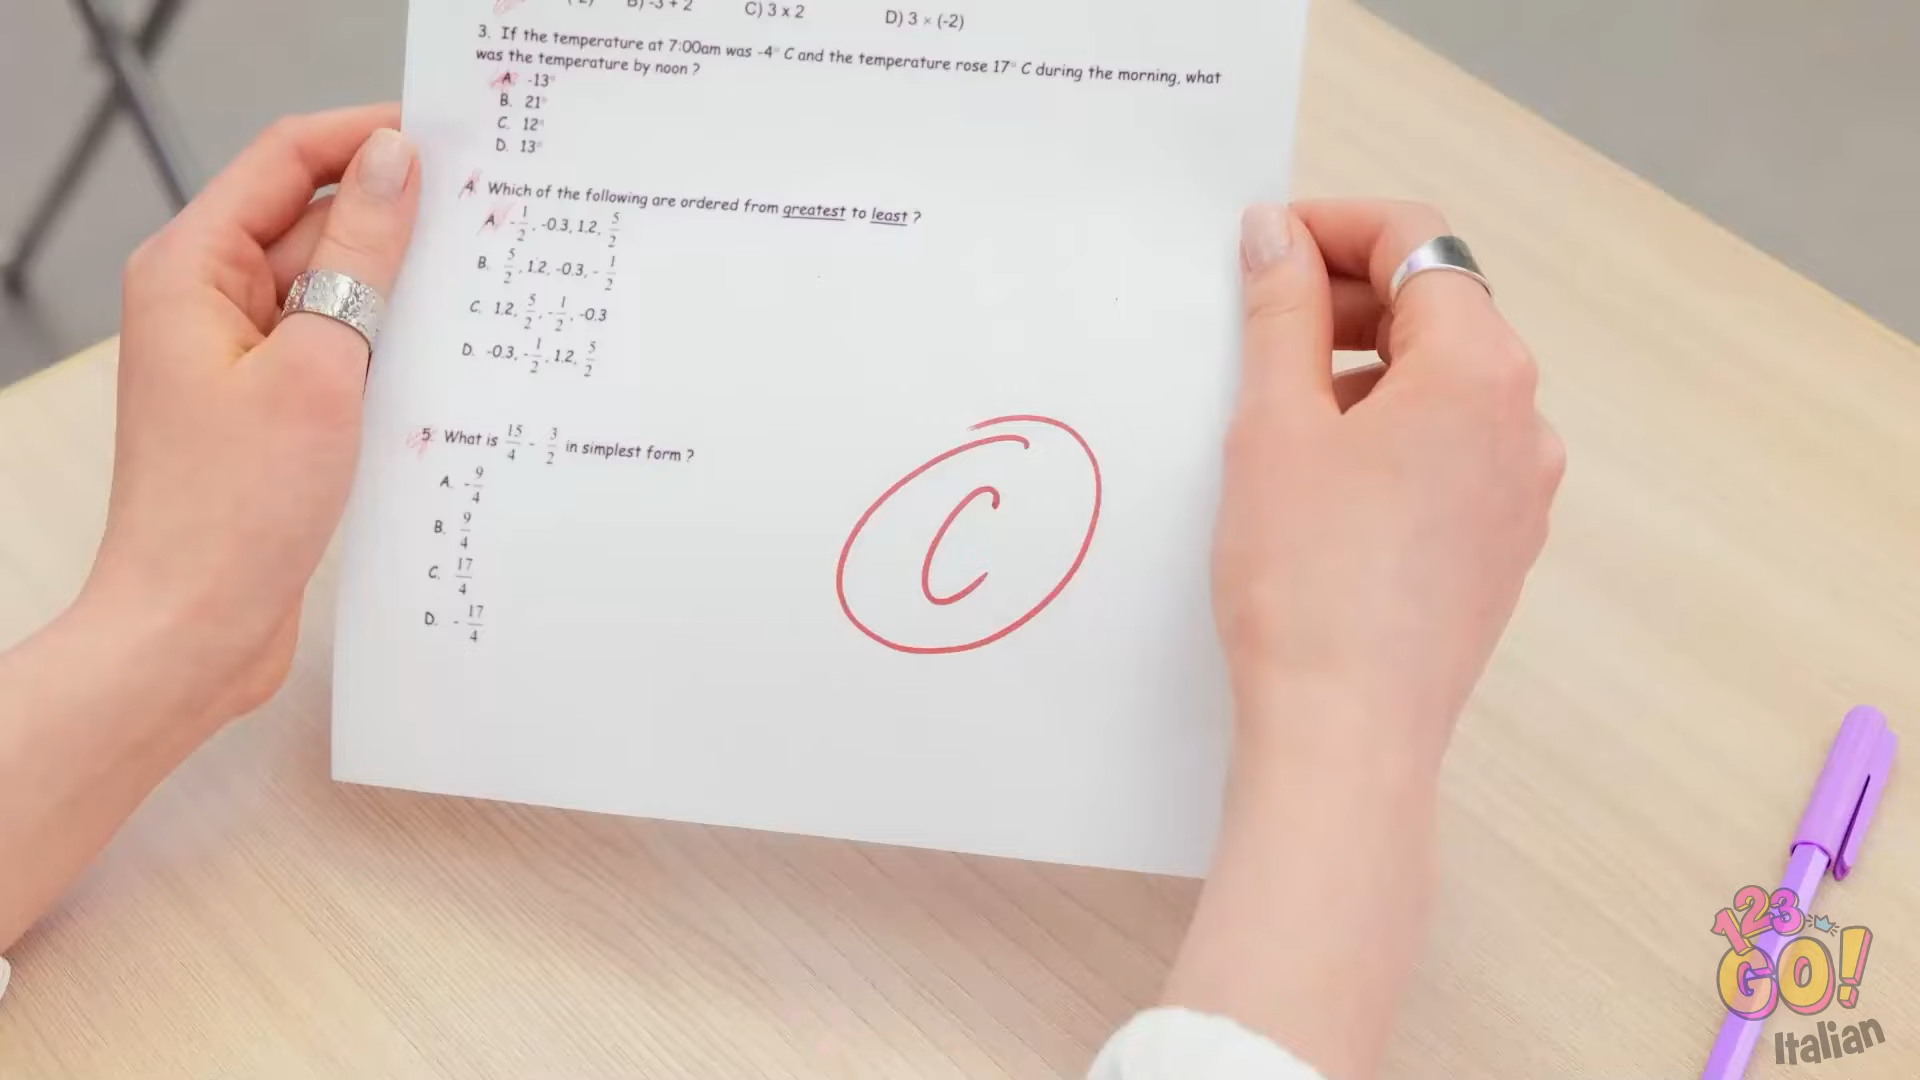 B) -3 + 2 C) 3 x 2 D) 3 × (-2)
3. If the temperature at 7:00am was -4° C and the temperature rose 17° C during the morning, what
was the temperature by noon ?
A. -13°
B. 21°
C. 12°
D. 13°
4. Which of the following are ordered from greatest to least ?
A. -1/2, -0.3, 1.2, 5/2
B. 5/2, 1.2, -0.3, -1/2
C. 1.2, 5/2, -1/2, -0.3
D. -0.3, -1/2, 1.2, 5/2
5. What is 15/4 - 3/2 in simplest form ?
A. -9/4
B. 9/4
C. 17/4
D. -17/4
C
123
GO!
Italian